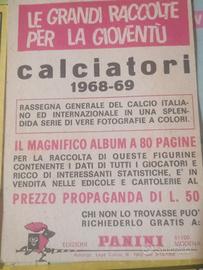 LE GRANDI RACCOLTE
PER LA GIOVENTÙ
calciatori
1968-69
RASSEGNA GENERALE DEL CALCIO ITALIA-
NO ED INTERNAZIONALE IN UNA SPLEN-
DIDA SERIE DI VERE FOTOGRAFIE A COLORI.
IL MAGNIFICO ALBUM A 80 PAGINE
PER LA RACCOLTA DI QUESTE FIGURINE
CONTENENTE I DATI DI TUTTI I GIOCATORI E
RICCO DI INTERESSANTI STATISTICHE, E' IN
VENDITA NELLE EDICOLE E CARTOLERIE AL
PREZZO PROPAGANDA DI L. 50
CHI NON LO TROVASSE PUO'
RICHIEDERLO GRATIS A:
EDIZIONI PANINI 41100 MODENA